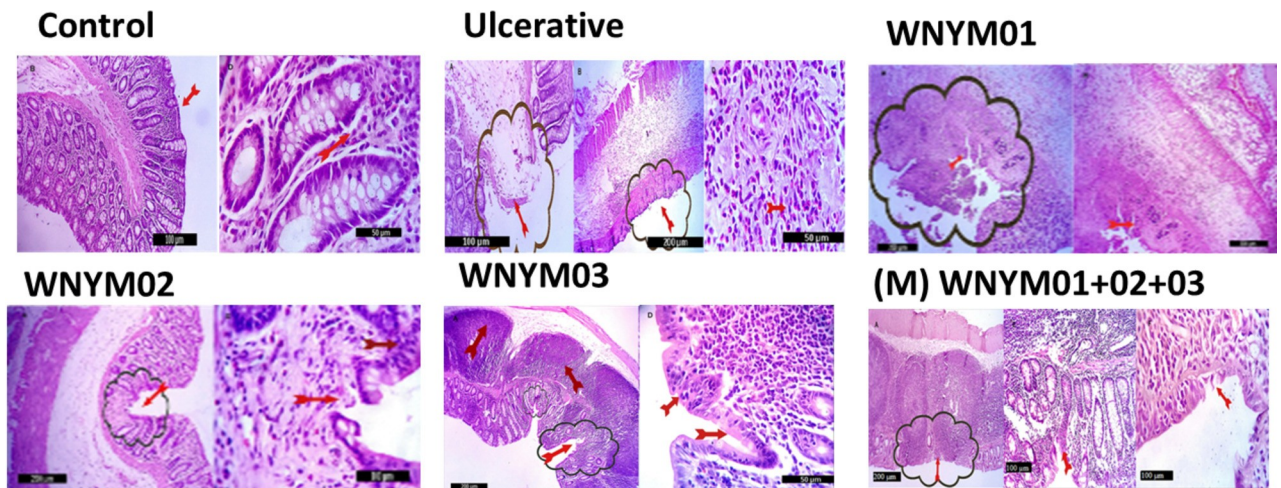 Control
Ulcerative
WNYM01
B
D
100 µm
50 µm
A
B
100 µm
200 µm
50 µm
WNYM02
WNYM03
(M) WNYM01+02+03
200 µm
D
50 µm
A
200 µm
100 µm
100 µm